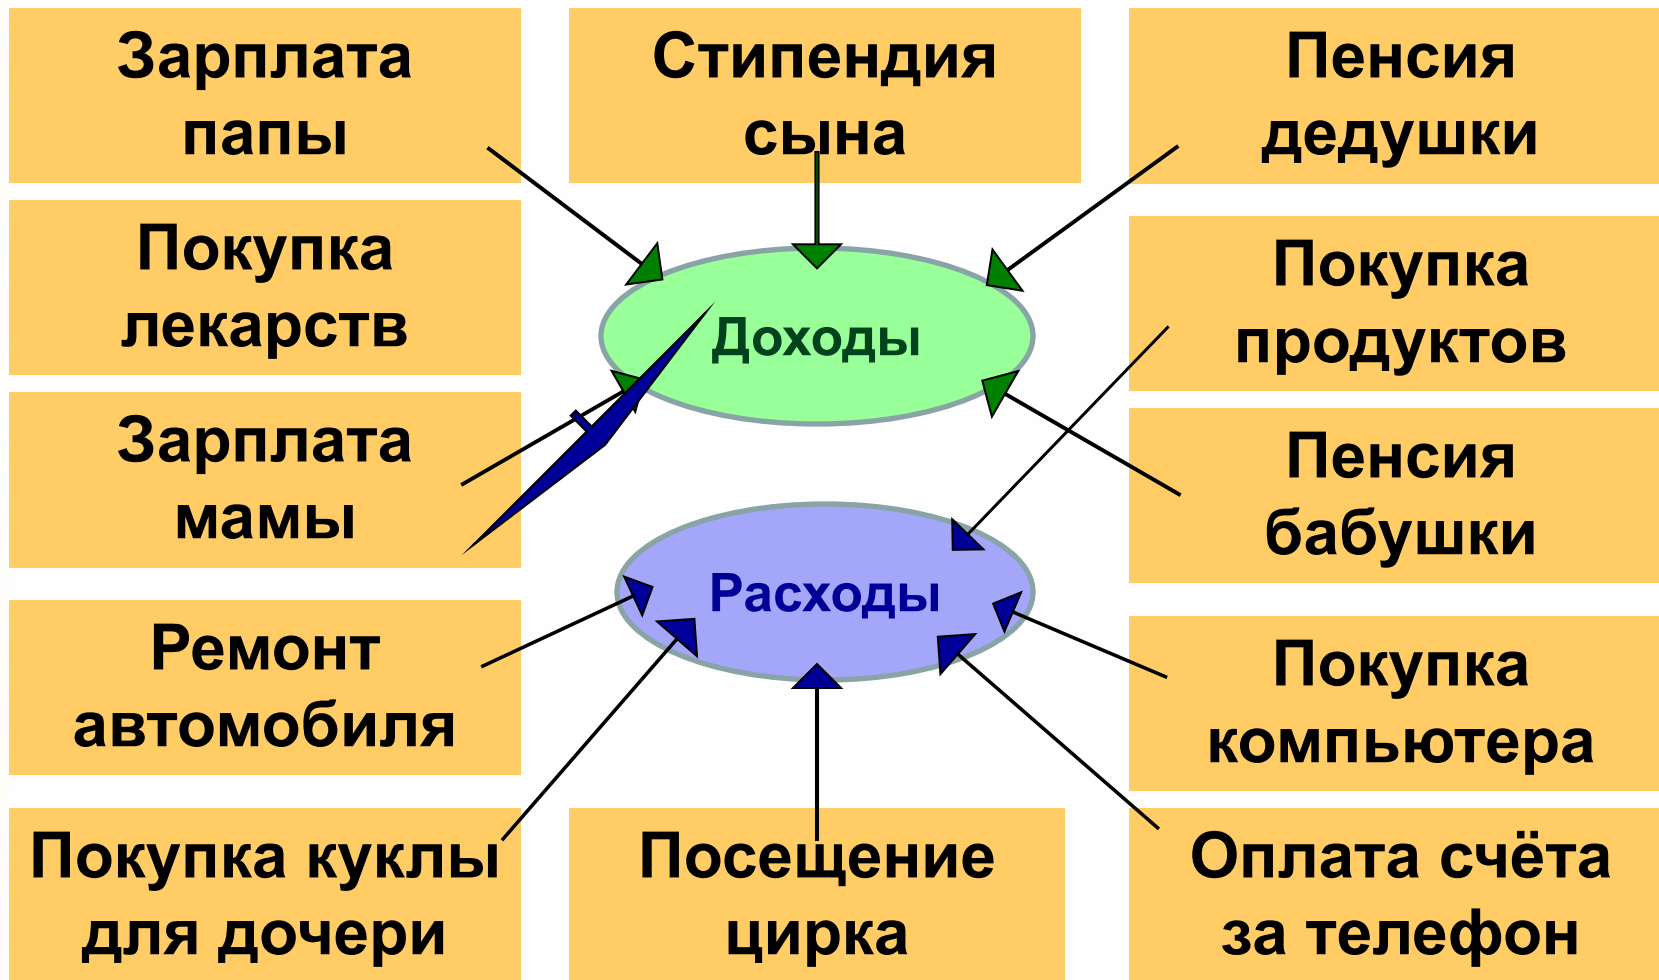 Зарплата
папы
Стипендия
сына
Пенсия
дедушки
Покупка
лекарств
Доходы
Покупка
продуктов
Зарплата
мамы
Пенсия
бабушки
Расходы
Ремонт
автомобиля
Покупка
компьютера
Покупка куклы
для дочери
Посещение
цирка
Оплата счёта
за телефон